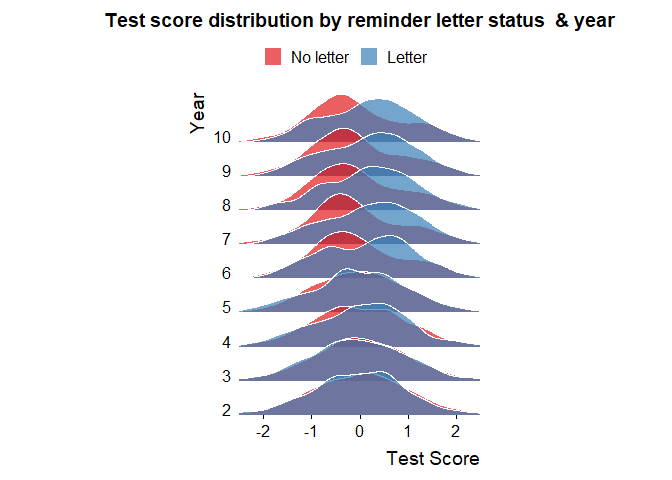 Test score distribution by reminder letter status  & year
No letter Letter
Year
10
9
8
7
6
5
4
3
2
-2 -1 0 1 2
Test Score